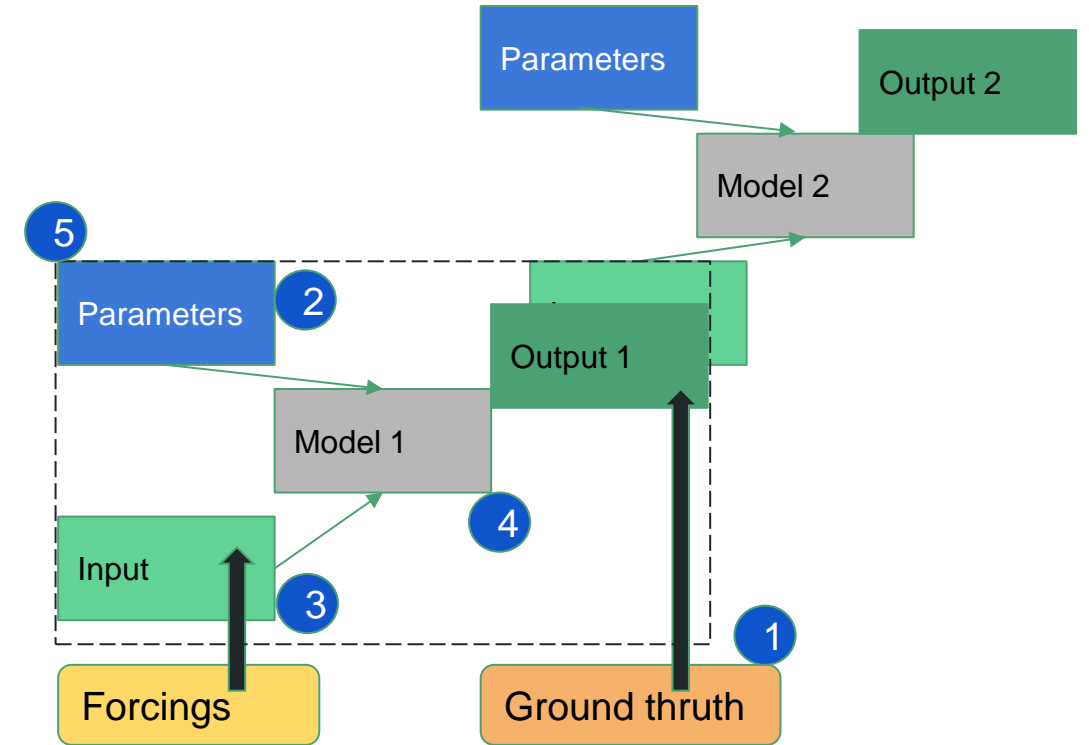 Parameters
Output 2
Model 2
5
Parameters
2
Output 1
Model 1
4
Input
3
1
Forcings
Ground thruth